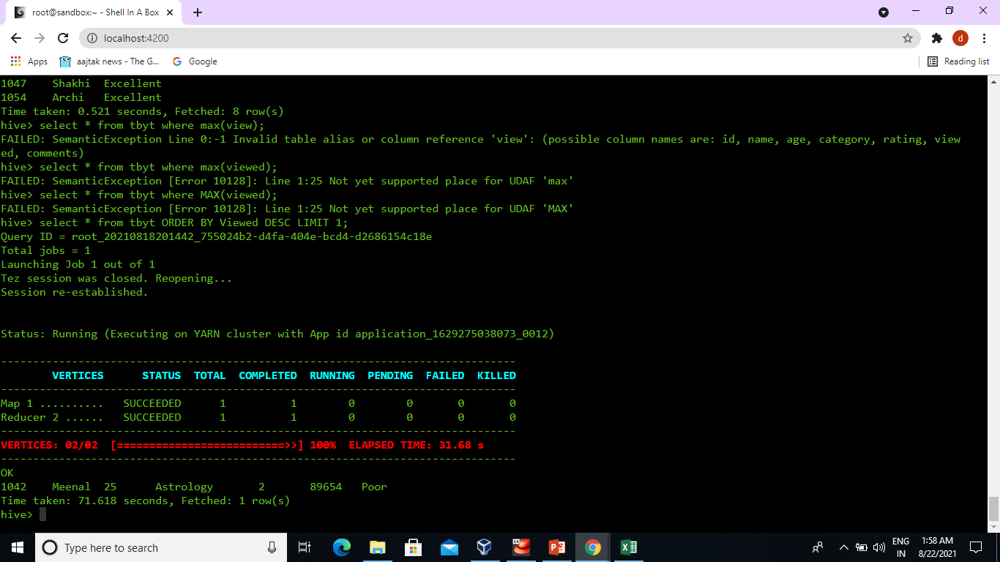 root@sandbox:~ - Shell In A Box
localhost:4200
d
Apps
aajtak news - The G...
Google
Reading list
1047    Shakhi  Excellent
1054    Archi   Excellent
Time taken: 0.521 seconds, Fetched: 8 row(s)
hive> select * from tbyt where max(view);
FAILED: SemanticException Line 0:-1 Invalid table alias or column reference 'view': (possible column names are: id, name, age, category, rating, view
ed, comments)
hive> select * from tbyt where max(viewed);
FAILED: SemanticException [Error 10128]: Line 1:25 Not yet supported place for UDAF 'max'
hive> select * from tbyt where MAX(viewed);
FAILED: SemanticException [Error 10128]: Line 1:25 Not yet supported place for UDAF 'MAX'
hive> select * from tbyt ORDER BY Viewed DESC LIMIT 1;
Query ID = root_20210818201442_755024b2-d4fa-404e-bcd4-d2686154c18e
Total jobs = 1
Launching Job 1 out of 1
Tez session was closed. Reopening...
Session re-established.
Status: Running (Executing on YARN cluster with App id application_1629275038073_0012)
--------------------------------------------------------------------------------
        VERTICES      STATUS  TOTAL  COMPLETED  RUNNING  PENDING  FAILED  KILLED
--------------------------------------------------------------------------------
Map 1 ..........   SUCCEEDED      1          1        0        0       0       0
Reducer 2 ......   SUCCEEDED      1          1        0        0       0       0
--------------------------------------------------------------------------------
VERTICES: 02/02  [==========================>>] 100%  ELAPSED TIME: 31.68 s
--------------------------------------------------------------------------------
OK
1042    Meenal  25      Astrology       2       89654   Poor
Time taken: 71.618 seconds, Fetched: 1 row(s)
hive>
Type here to search
ENG
IN
1:58 AM
8/22/2021